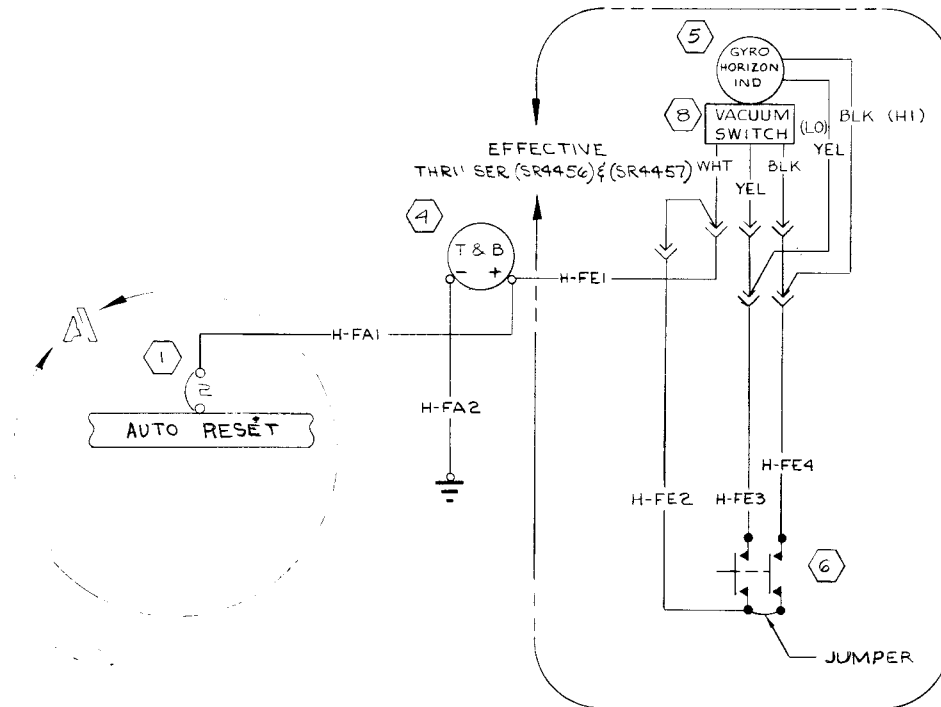 5
GYRO
HORIZON
IND
8
VACUUM
SWITCH
(LO)
BLK (HI)
YEL
EFFECTIVE
THRU SER (SR4456) & (SR4457)
WHT
YEL
BLK
4
T & B
- +
H-FE1
A
H-FA1
1
2
AUTO RESET
H-FA2
H-FE4
H-FE2
H-FE3
6
JUMPER